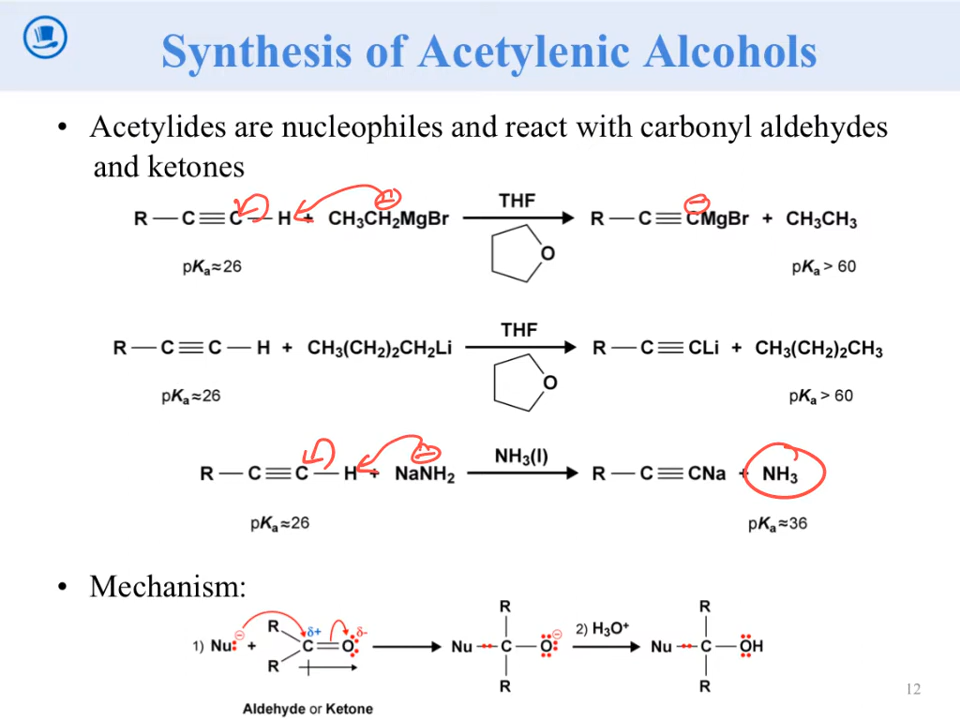 Synthesis of Acetylenic Alcohols
• Acetylides are nucleophiles and react with carbonyl aldehydes
and ketones
R—C≡C—H + CH₃CH₂MgBr THF O R—C≡CMgBr + CH₃CH₃
pKₐ≈26 pKₐ > 60
R—C≡C—H + CH₃(CH₂)₂CH₂Li THF O R—C≡CLi + CH₃(CH₂)₂CH₃
pKₐ≈26 pKₐ > 60
R—C≡C—H + NaNH₂ NH₃(l) R—C≡CNa + NH₃
pKₐ≈26 pKₐ≈36
• Mechanism:
R R
R δ+ δ- 2) H₃O⁺
1) Nu:⊖ + C=O Nu—C—O⊖ Nu—C—OH
R R R
Aldehyde or Ketone
12